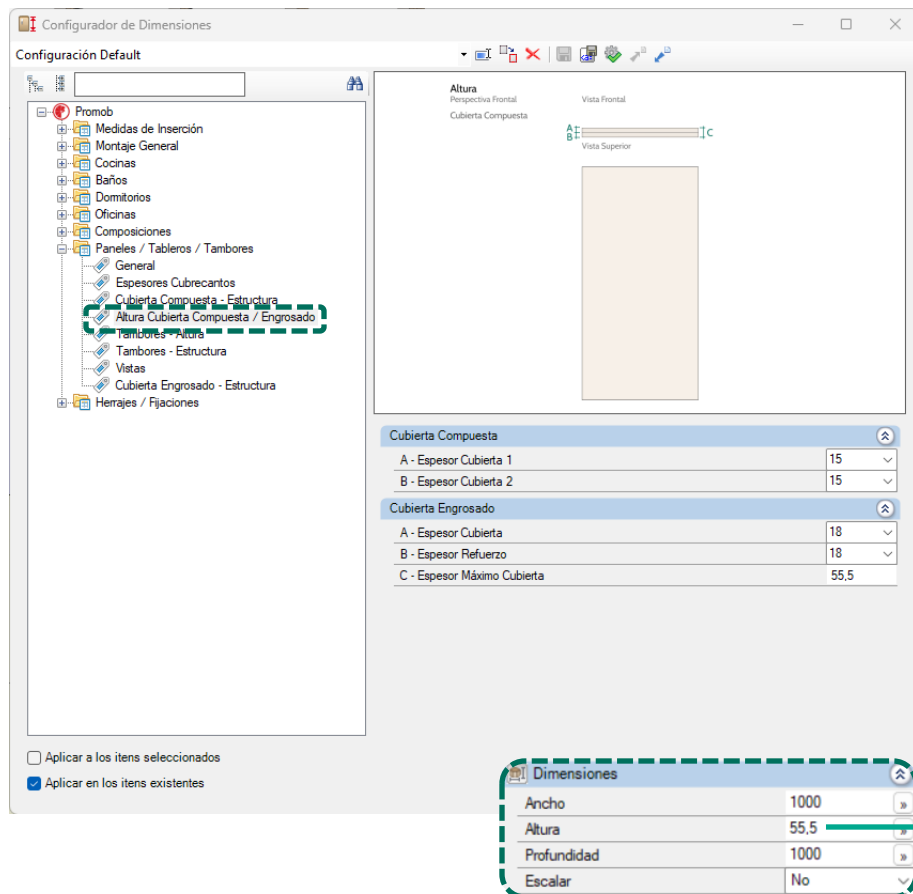 Configurador de Dimensiones
Configuración Default
Promob
Medidas de Inserción
Montaje General
Cocinas
Baños
Dormitorios
Oficinas
Composiciones
Paneles / Tableros / Tambores
General
Espesores Cubrecantos
Cubierta Compuesta - Estructura
Altura Cubierta Compuesta / Engrosado
Tambores - Altura
Tambores - Estructura
Vistas
Cubierta Engrosado - Estructura
Herrajes / Fijaciones
Altura
Perspectiva Frontal Vista Frontal
Cubierta Compuesta
A
B C
Vista Superior
Cubierta Compuesta
A - Espesor Cubierta 1 15
B - Espesor Cubierta 2 15
Cubierta Engrosado
A - Espesor Cubierta 18
B - Espesor Refuerzo 18
C - Espesor Máximo Cubierta 55,5
Aplicar a los itens seleccionados
Aplicar en los itens existentes
Dimensiones
Ancho 1000
Altura 55,5
Profundidad 1000
Escalar No